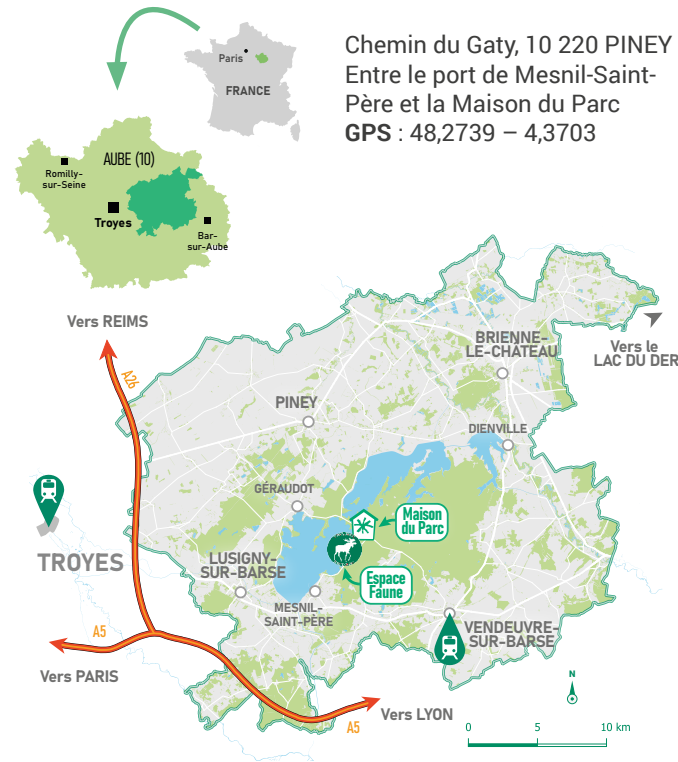 Paris
FRANCE
Chemin du Gaty, 10 220 PINEY
Entre le port de Mesnil-Saint-
Père et la Maison du Parc
GPS : 48,2739 – 4,3703
AUBE (10)
Romilly-
sur-Seine
Troyes
Bar-
sur-Aube
Vers REIMS
A26
BRIENNE-
LE-CHÂTEAU
Vers le
LAC DU DER
PINEY
DIENVILLE
GÉRAUDOT
Maison
du Parc
TROYES
LUSIGNY-
SUR-BARSE
Espace
Faune
MESNIL-
SAINT-PÈRE
VENDEUVRE-
SUR-BARSE
A5
Vers PARIS
Vers LYON
A5
N
0 5 10 km